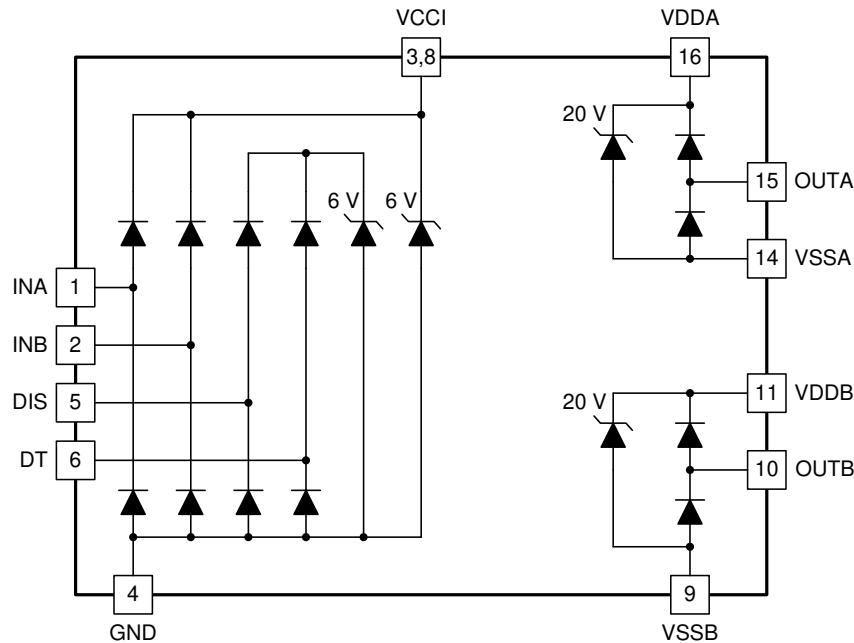 VCCI
VDDA
3,8
16
20 V
6 V
6 V
15
OUTA
14
VSSA
INA
1
INB
2
DIS
5
DT
6
20 V
11
VDDB
10
OUTB
4
9
GND
VSSB